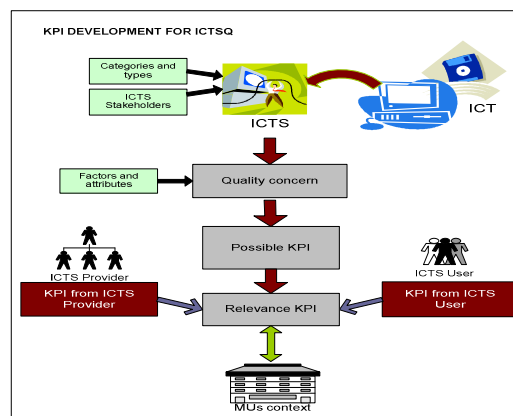 KPI DEVELOPMENT FOR ICTSQ
Categories and
types
ICTS
Stakeholders
ICTS
ICT
Factors and
attributes
Quality concern
Possible KPI
ICTS Provider
KPI from ICTS
Provider
Relevance KPI
ICTS User
KPI from ICTS
User
MUs context